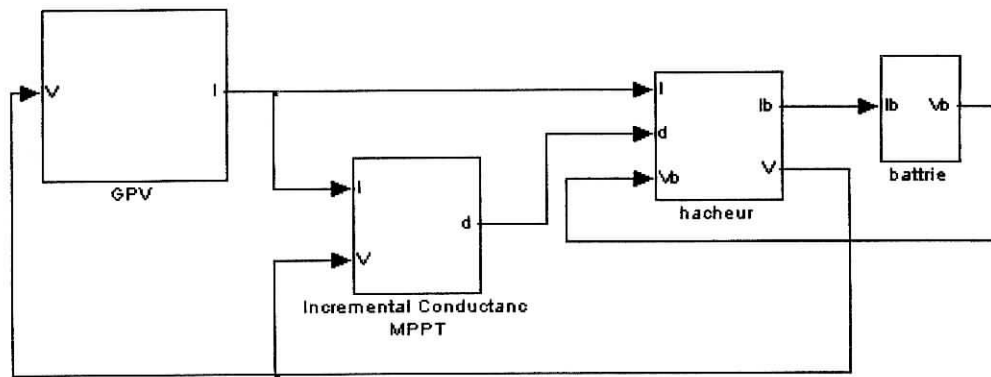 V
I
GPV
I
V
d
Incremental Conductanc
MPPT
I
d
Vb
Ib
V
hacheur
Ib
Vb
battrie